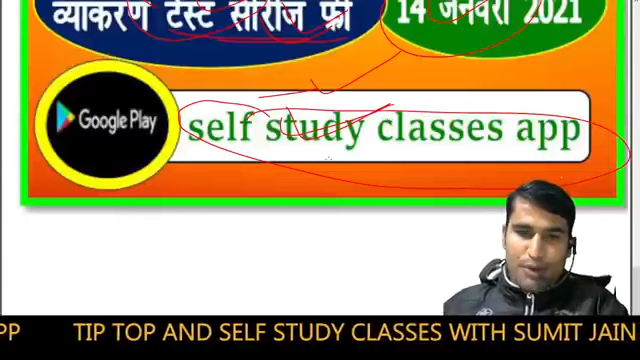 व्याकरण टेस्ट सीरीज फ्री
14 जनवरी 2021
Google Play
self study classes app
PP TIP TOP AND SELF STUDY CLASSES WITH SUMIT JAIN